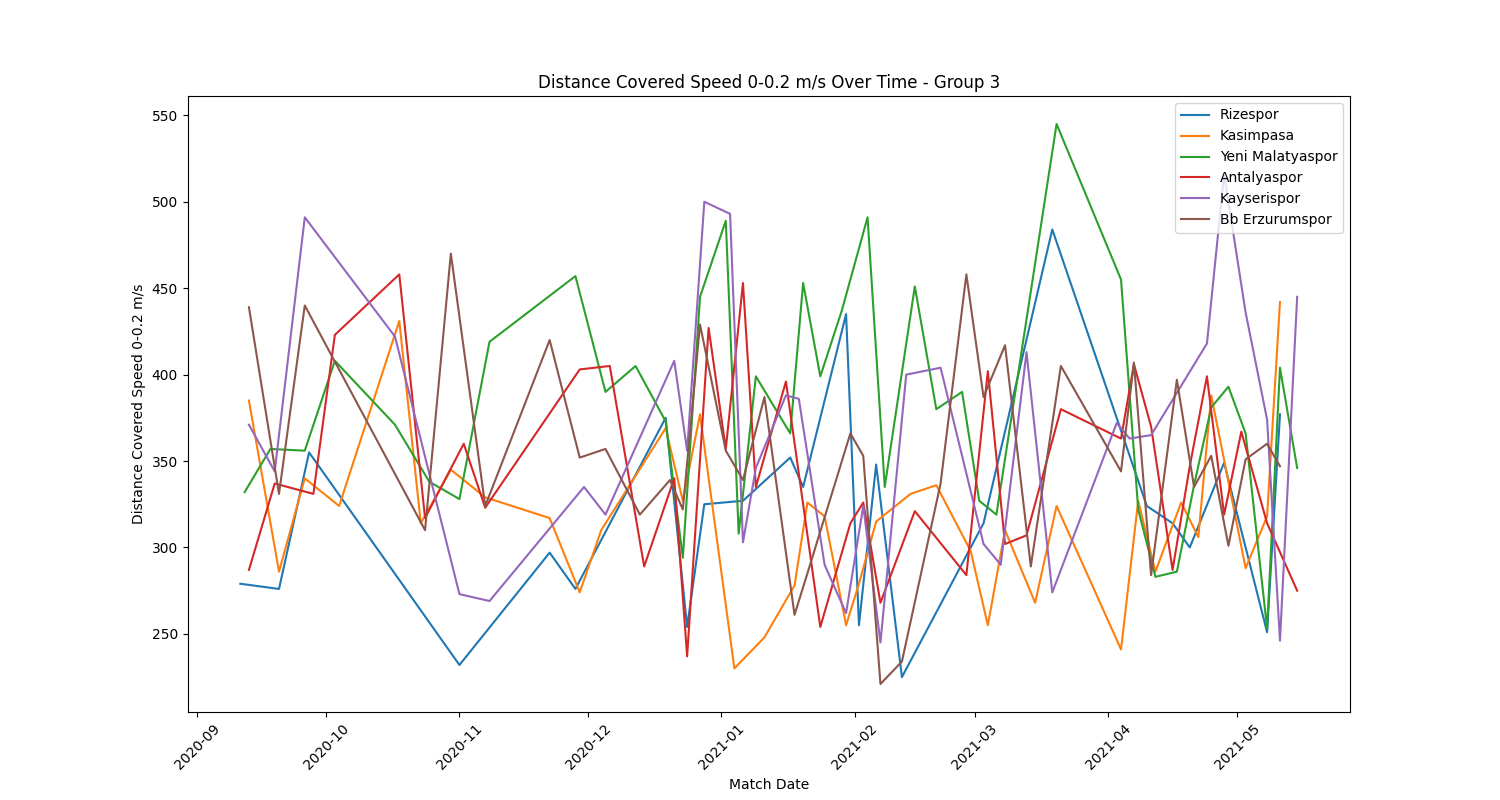 Distance Covered Speed 0-0.2 m/s Over Time - Group 3
Rizespor
Kasimpasa
Yeni Malatyaspor
Antalyaspor
Kayserispor
Bb Erzurumspor
550
500
450
400
350
300
250
Distance Covered Speed 0-0.2 m/s
2020-09
2020-10
2020-11
2020-12
2021-01
2021-02
2021-03
2021-04
2021-05
Match Date